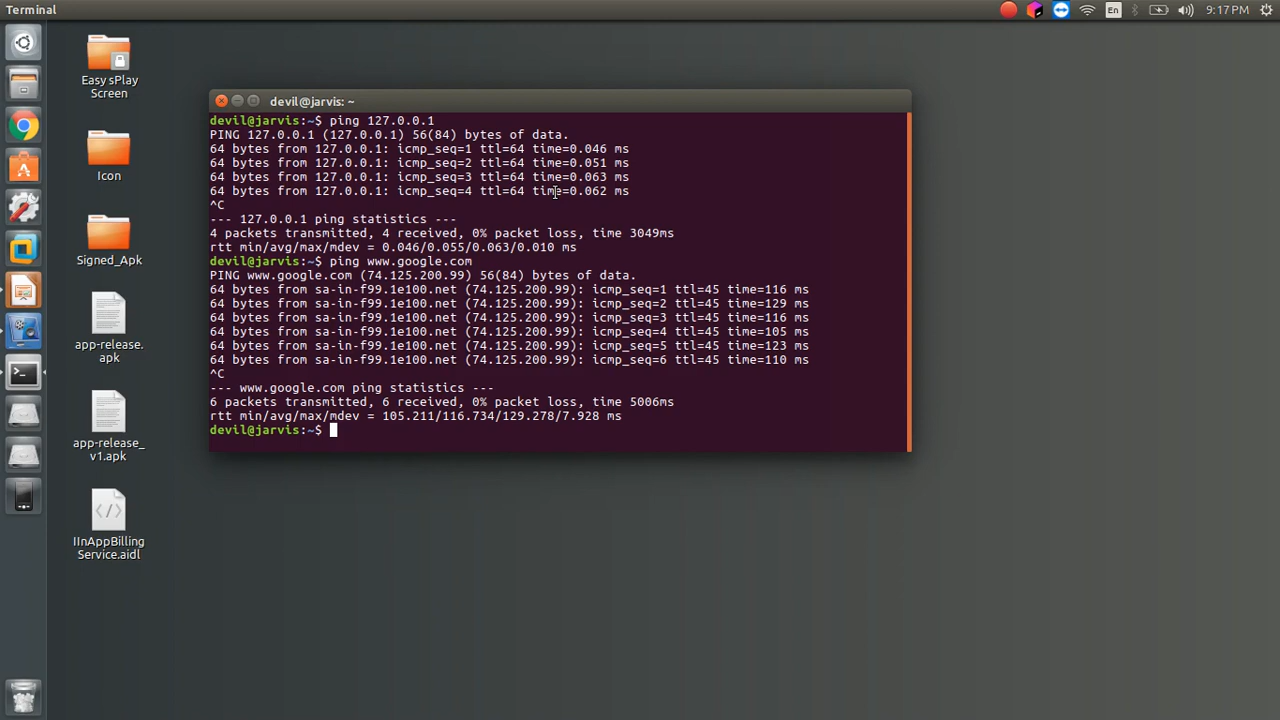 Terminal
En
9:17 PM
Easy sPlay
Screen
Icon
Signed_Apk
app-release.
apk
app-release_
v1.apk
IInAppBilling
Service.aidl
devil@jarvis: ~
devil@jarvis:~$ ping 127.0.0.1
PING 127.0.0.1 (127.0.0.1) 56(84) bytes of data.
64 bytes from 127.0.0.1: icmp_seq=1 ttl=64 time=0.046 ms
64 bytes from 127.0.0.1: icmp_seq=2 ttl=64 time=0.051 ms
64 bytes from 127.0.0.1: icmp_seq=3 ttl=64 time=0.063 ms
64 bytes from 127.0.0.1: icmp_seq=4 ttl=64 time=0.062 ms
^C
--- 127.0.0.1 ping statistics ---
4 packets transmitted, 4 received, 0% packet loss, time 3049ms
rtt min/avg/max/mdev = 0.046/0.055/0.063/0.010 ms
devil@jarvis:~$ ping www.google.com
PING www.google.com (74.125.200.99) 56(84) bytes of data.
64 bytes from sa-in-f99.1e100.net (74.125.200.99): icmp_seq=1 ttl=45 time=116 ms
64 bytes from sa-in-f99.1e100.net (74.125.200.99): icmp_seq=2 ttl=45 time=129 ms
64 bytes from sa-in-f99.1e100.net (74.125.200.99): icmp_seq=3 ttl=45 time=116 ms
64 bytes from sa-in-f99.1e100.net (74.125.200.99): icmp_seq=4 ttl=45 time=105 ms
64 bytes from sa-in-f99.1e100.net (74.125.200.99): icmp_seq=5 ttl=45 time=123 ms
64 bytes from sa-in-f99.1e100.net (74.125.200.99): icmp_seq=6 ttl=45 time=110 ms
^C
--- www.google.com ping statistics ---
6 packets transmitted, 6 received, 0% packet loss, time 5006ms
rtt min/avg/max/mdev = 105.211/116.734/129.278/7.928 ms
devil@jarvis:~$